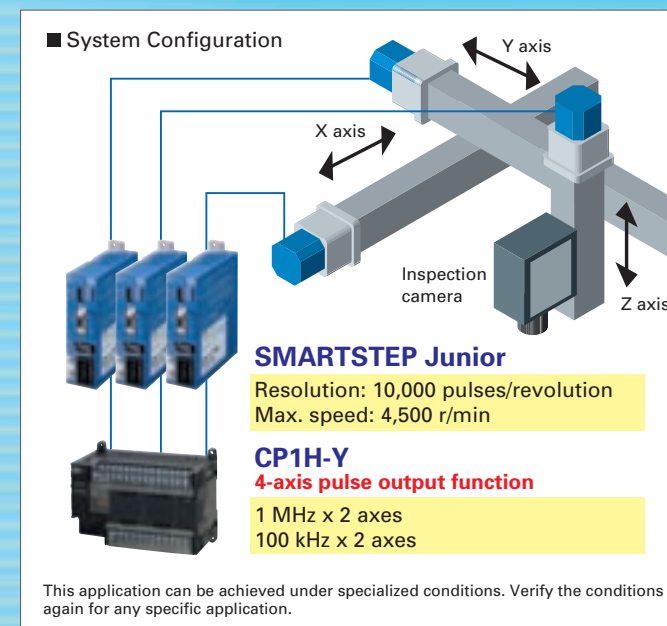 ■ System Configuration
Y axis
X axis
Inspection
camera
Z axis
SMARTSTEP Junior
Resolution: 10,000 pulses/revolution
Max. speed: 4,500 r/min
CP1H-Y
4-axis pulse output function
1 MHz x 2 axes
100 kHz x 2 axes
This application can be achieved under specialized conditions. Verify the conditions
again for any specific application.